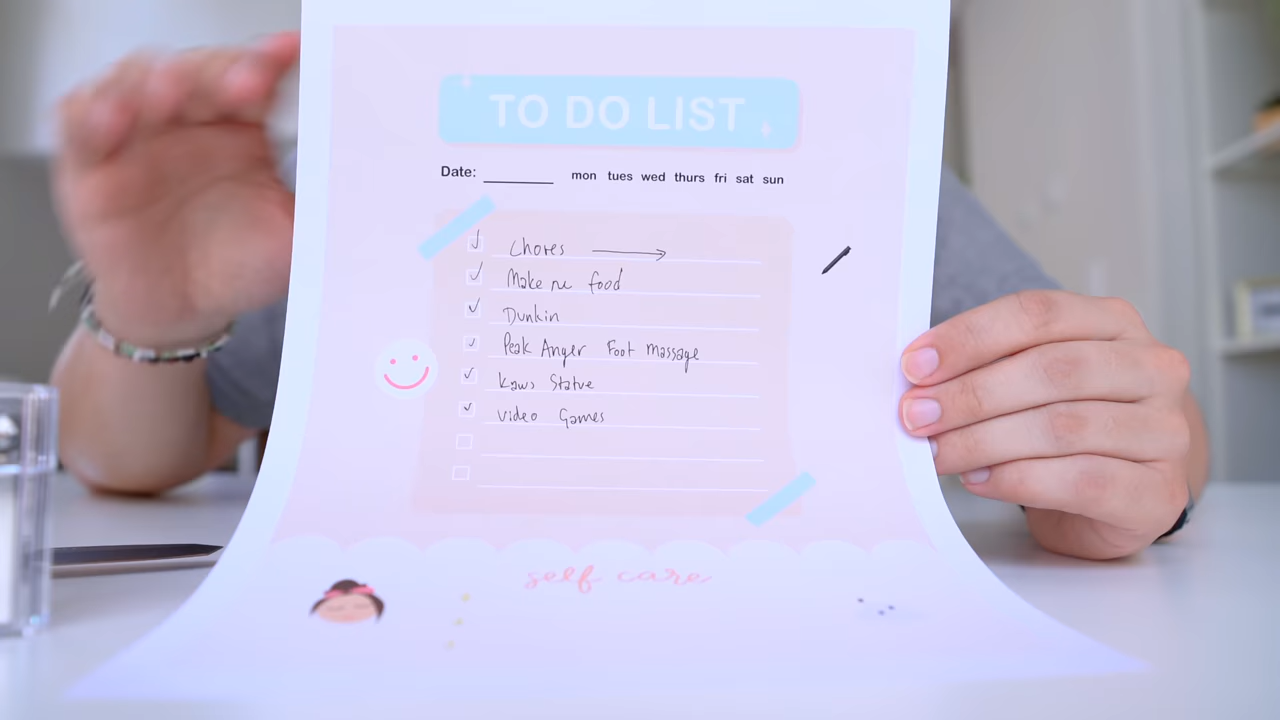 TO DO LIST
Date: ________ mon tues wed thurs fri sat sun
Chores
Make me food
Dunkin
Peak Anger Foot Massage
Kaws Statue
Video Games
self care